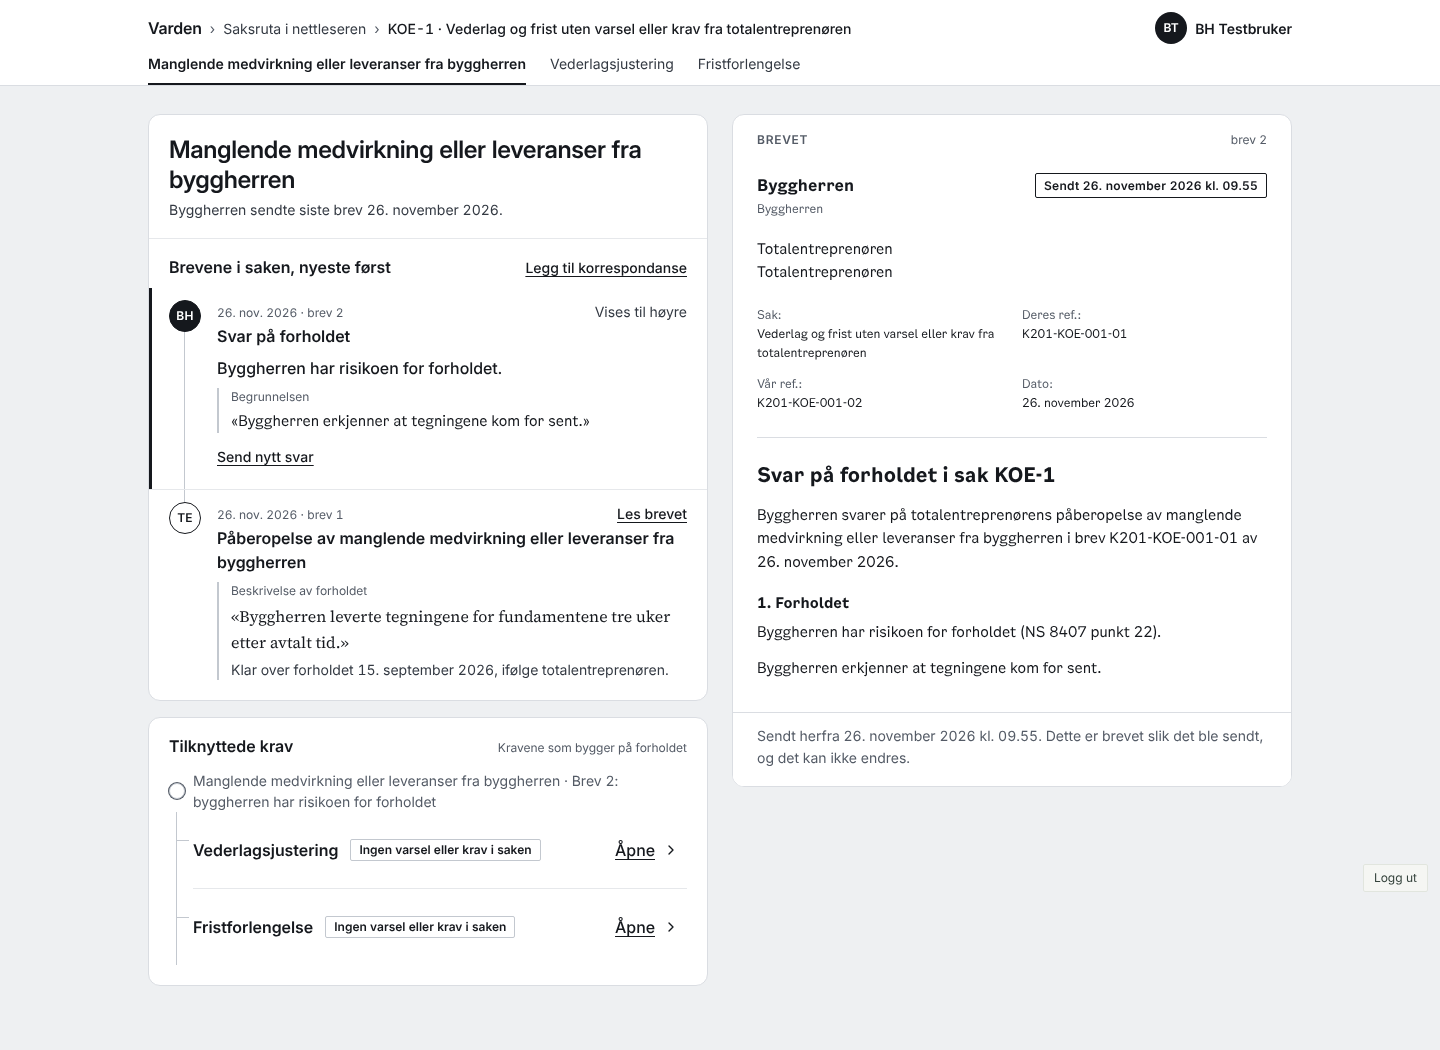 Varden › Saksruta i nettleseren › KOE-1 · Vederlag og frist uten varsel eller krav fra totalentreprenøren
BT BH Testbruker
Manglende medvirkning eller leveranser fra byggherren Vederlagsjustering Fristforlengelse
Manglende medvirkning eller leveranser fra
byggherren
Byggherren sendte siste brev 26. november 2026.
Brevene i saken, nyeste først Legg til korrespondanse
BH 26. nov. 2026 · brev 2 Vises til høyre
Svar på forholdet
Byggherren har risikoen for forholdet.
Begrunnelsen
«Byggherren erkjenner at tegningene kom for sent.»
Send nytt svar
TE 26. nov. 2026 · brev 1 Les brevet
Påberopelse av manglende medvirkning eller leveranser fra
byggherren
Beskrivelse av forholdet
«Byggherren leverte tegningene for fundamentene tre uker
etter avtalt tid.»
Klar over forholdet 15. september 2026, ifølge totalentreprenøren.
Tilknyttede krav Kravene som bygger på forholdet
Manglende medvirkning eller leveranser fra byggherren · Brev 2:
byggherren har risikoen for forholdet
Vederlagsjustering Ingen varsel eller krav i saken Åpne
Fristforlengelse Ingen varsel eller krav i saken Åpne
BREVET brev 2
Byggherren Sendt 26. november 2026 kl. 09.55
Byggherren
Totalentreprenøren
Totalentreprenøren
Sak: Deres ref.:
Vederlag og frist uten varsel eller krav fra K201-KOE-001-01
totalentreprenøren
Vår ref.: Dato:
K201-KOE-001-02 26. november 2026
Svar på forholdet i sak KOE-1
Byggherren svarer på totalentreprenørens påberopelse av manglende
medvirkning eller leveranser fra byggherren i brev K201-KOE-001-01 av
26. november 2026.
1. Forholdet
Byggherren har risikoen for forholdet (NS 8407 punkt 22).
Byggherren erkjenner at tegningene kom for sent.
Sendt herfra 26. november 2026 kl. 09.55. Dette er brevet slik det ble sendt,
og det kan ikke endres.
Logg ut